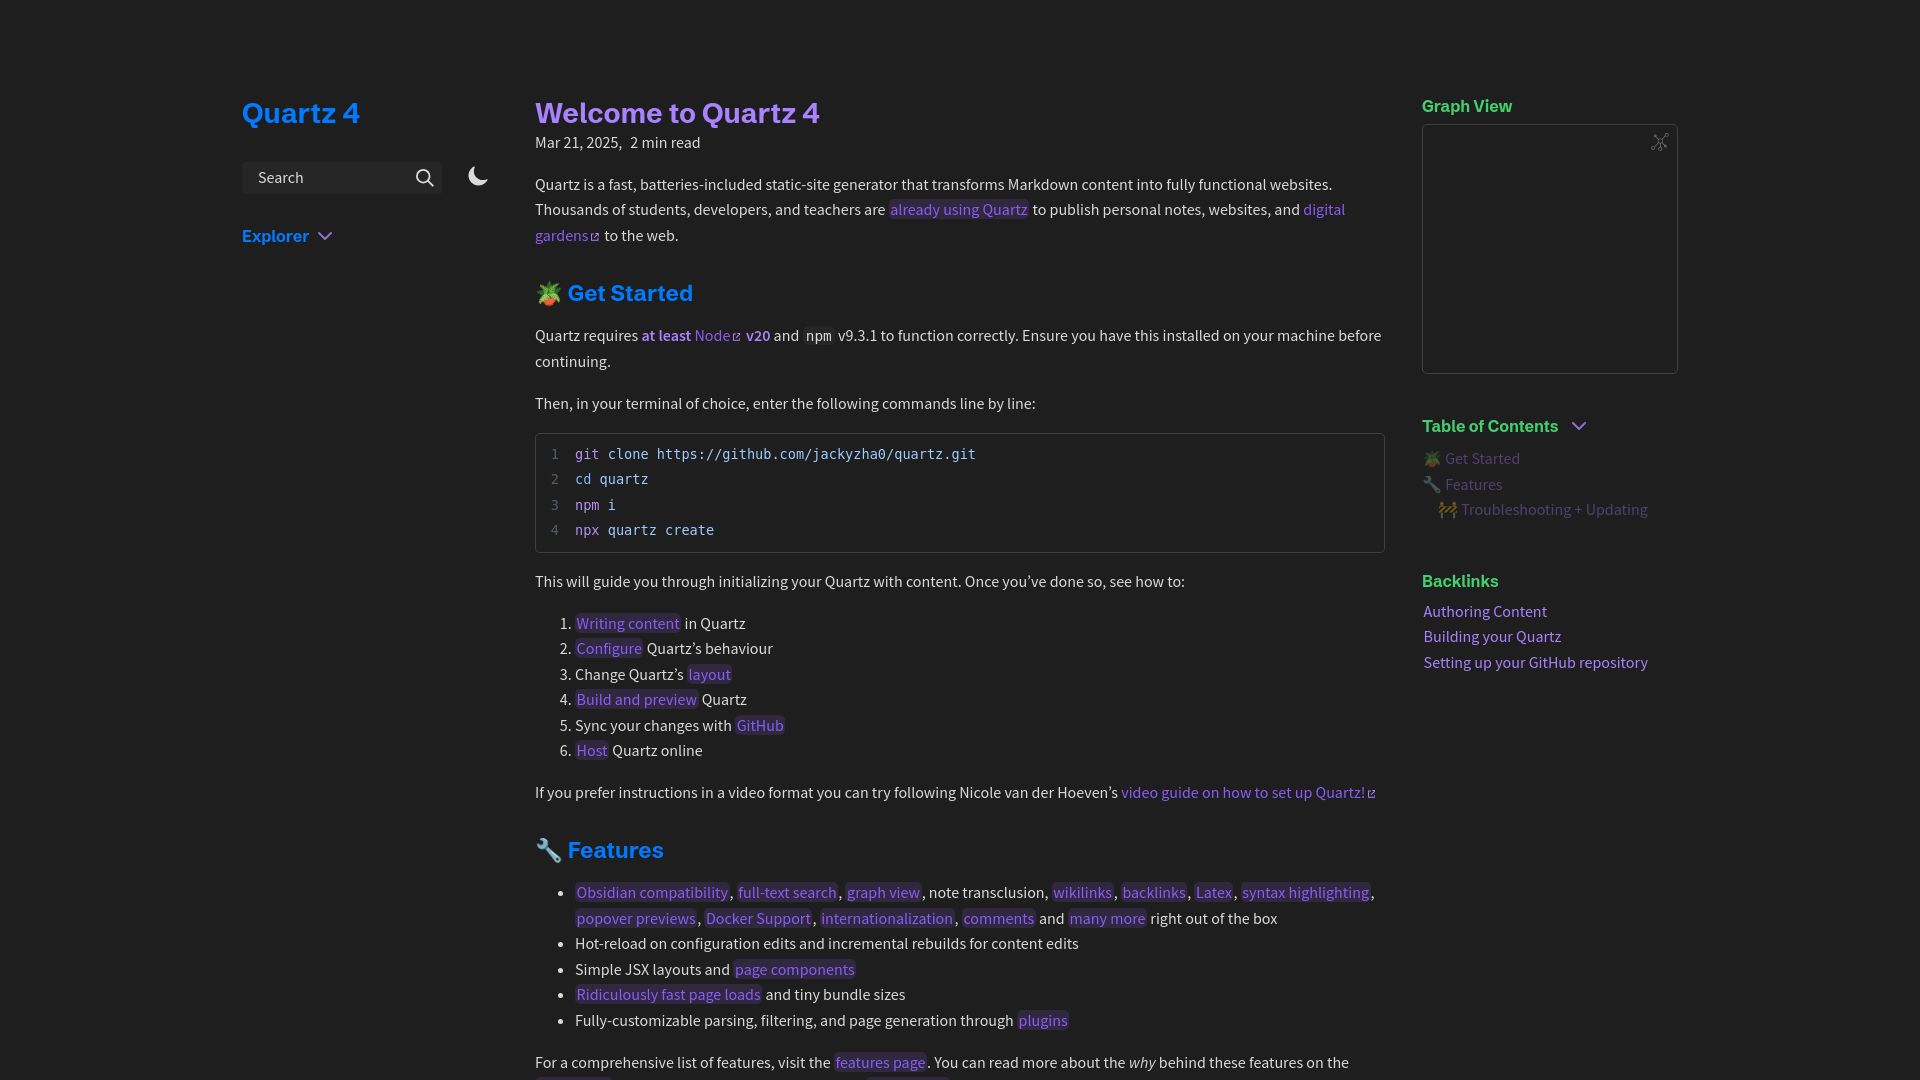 Quartz 4
Search
Explorer
Welcome to Quartz 4
Mar 21, 2025, 2 min read
Quartz is a fast, batteries-included static-site generator that transforms Markdown content into fully functional websites.
Thousands of students, developers, and teachers are already using Quartz to publish personal notes, websites, and digital
gardens to the web.
🪴 Get Started
Quartz requires at least Node v20 and npm v9.3.1 to function correctly. Ensure you have this installed on your machine before
continuing.
Then, in your terminal of choice, enter the following commands line by line:
1 git clone https://github.com/jackyzha0/quartz.git
2 cd quartz
3 npm i
4 npx quartz create
This will guide you through initializing your Quartz with content. Once you’ve done so, see how to:
1. Writing content in Quartz
2. Configure Quartz’s behaviour
3. Change Quartz’s layout
4. Build and preview Quartz
5. Sync your changes with GitHub
6. Host Quartz online
If you prefer instructions in a video format you can try following Nicole van der Hoeven’s video guide on how to set up Quartz!
🔧 Features
• Obsidian compatibility, full-text search, graph view, note transclusion, wikilinks, backlinks, Latex, syntax highlighting,
popover previews, Docker Support, internationalization, comments and many more right out of the box
• Hot-reload on configuration edits and incremental rebuilds for content edits
• Simple JSX layouts and page components
• Ridiculously fast page loads and tiny bundle sizes
• Fully-customizable parsing, filtering, and page generation through plugins
For a comprehensive list of features, visit the features page. You can read more about the why behind these features on the
Graph View
Table of Contents
🪴 Get Started
🔧 Features
🚧 Troubleshooting + Updating
Backlinks
Authoring Content
Building your Quartz
Setting up your GitHub repository